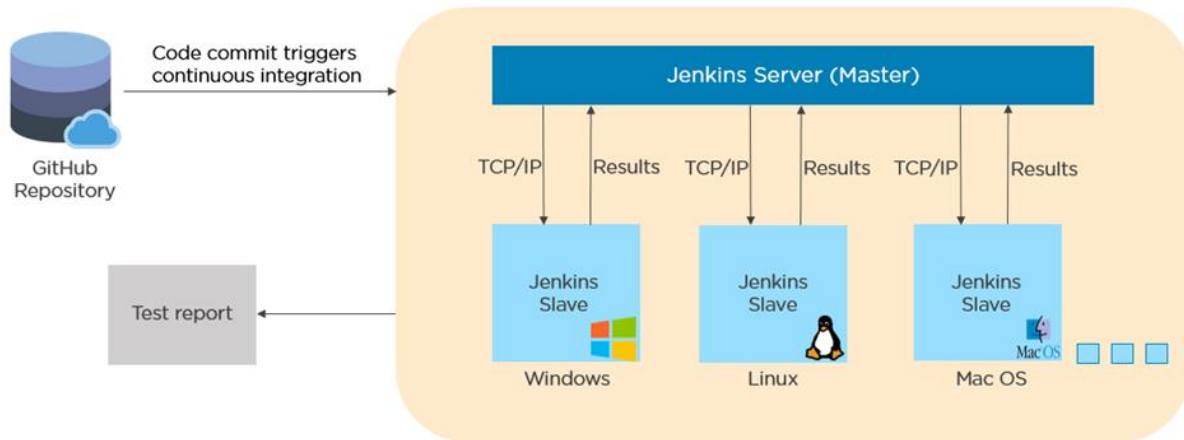 Code commit triggers
continuous integration
GitHub
Repository
Test report
Jenkins Server (Master)
TCP/IP
Results
TCP/IP
Results
TCP/IP
Results
Jenkins
Slave
Windows
Jenkins
Slave
Linux
Jenkins
Slave
Mac OS
Mac OS